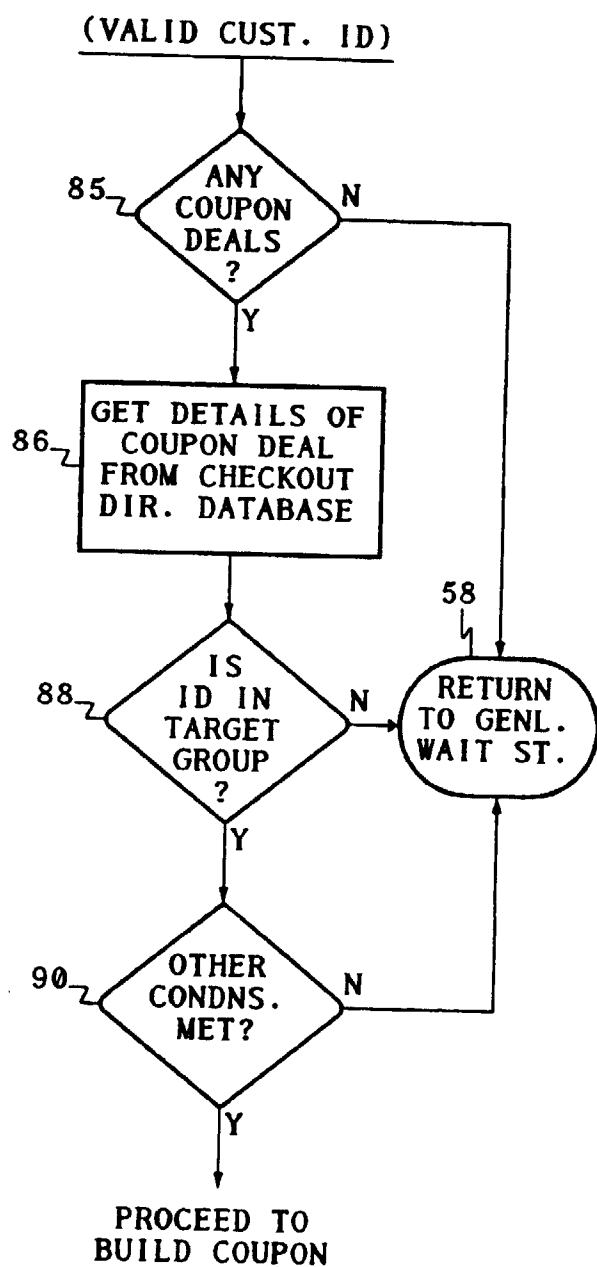 (VALID CUST. ID)
85
ANY
COUPON
DEALS
?
N
Y
86
GET DETAILS OF
COUPON DEAL
FROM CHECKOUT
DIR. DATABASE
58
RETURN
TO GENL.
WAIT ST.
88
IS
ID IN
TARGET
GROUP
?
N
Y
90
OTHER
CONDNS.
MET?
N
Y
PROCEED TO
BUILD COUPON